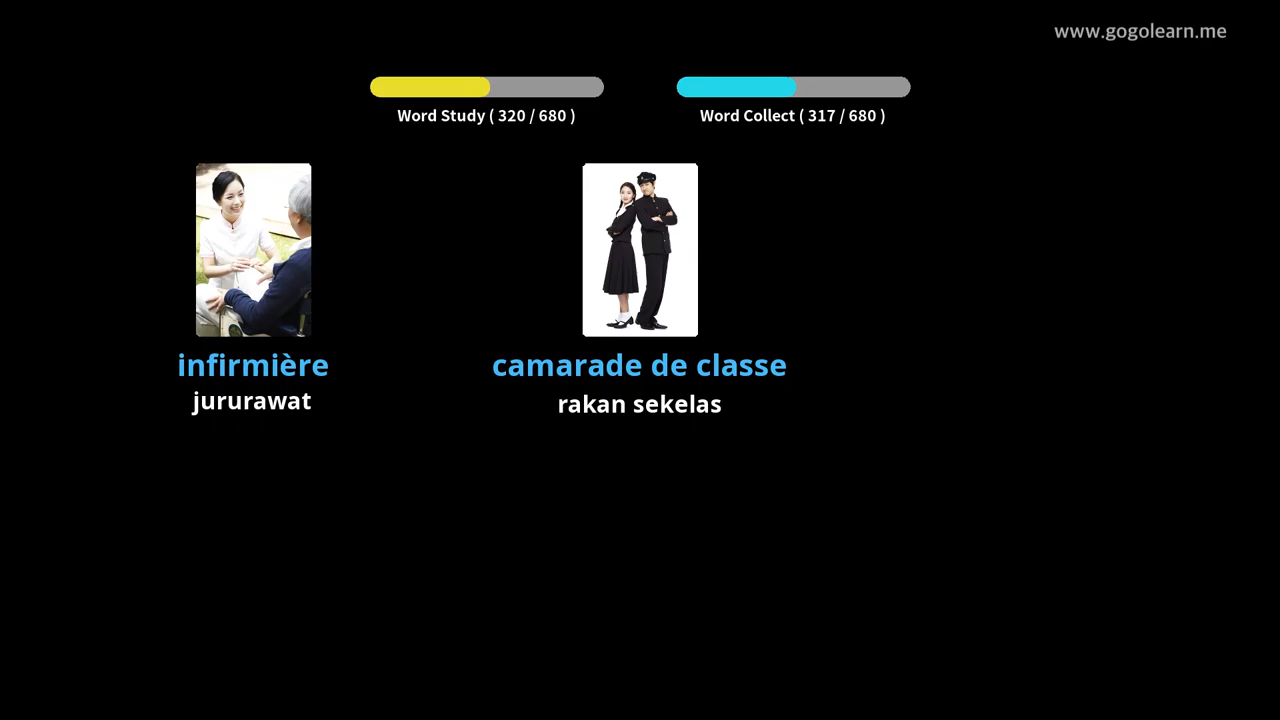 www.gogolearn.me
Word Study ( 320 / 680 )
Word Collect ( 317 / 680 )
infirmière
jururawat
camarade de classe
rakan sekelas